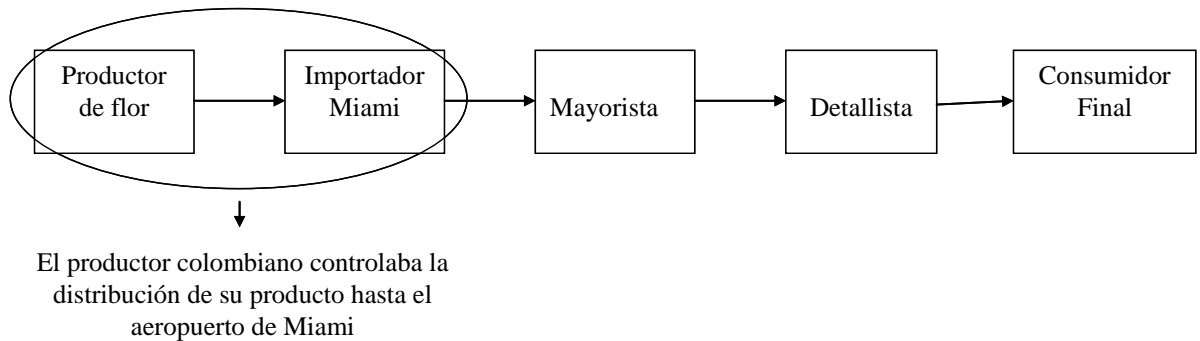 Productor
de flor
Importador
Miami
Mayorista
Detallista
Consumidor
Final
El productor colombiano controlaba la
distribución de su producto hasta el
aeropuerto de Miami